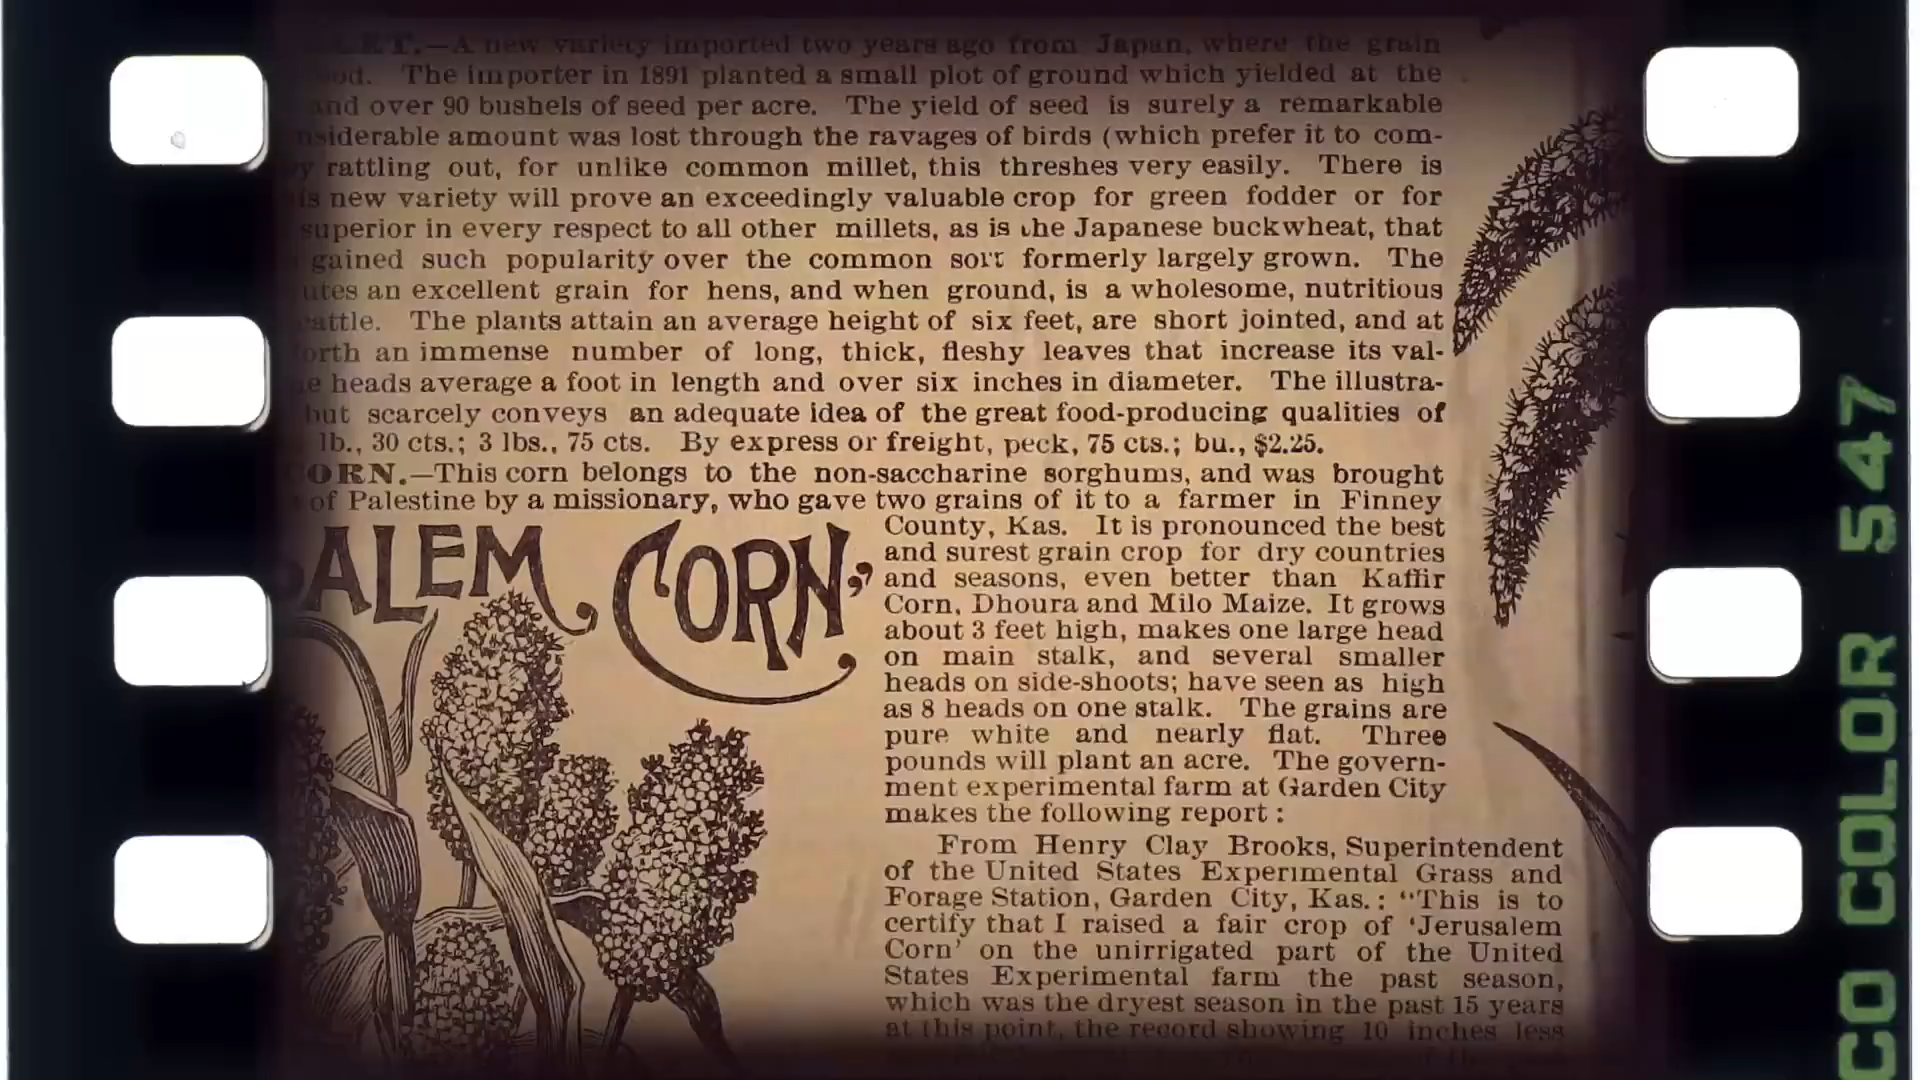 .—A new variety imported two years ago from Japan, where the grain
The importer in 1891 planted a small plot of ground which yielded at the
and over 90 bushels of seed per acre. The yield of seed is surely a remarkable
nsiderable amount was lost through the ravages of birds (which prefer it to com-
y rattling out, for unlike common millet, this threshes very easily. There is
is new variety will prove an exceedingly valuable crop for green fodder or for
superior in every respect to all other millets, as is the Japanese buckwheat, that
gained such popularity over the common sort formerly largely grown. The
utes an excellent grain for hens, and when ground, is a wholesome, nutritious
cattle. The plants attain an average height of six feet, are short jointed, and at
orth an immense number of long, thick, fleshy leaves that increase its val-
e heads average a foot in length and over six inches in diameter. The illustra-
but scarcely conveys an adequate idea of the great food-producing qualities of
lb., 30 cts.; 3 lbs., 75 cts. By express or freight, peck, 75 cts.; bu., $2.25.
ORN.—This corn belongs to the non-saccharine sorghums, and was brought
of Palestine by a missionary, who gave two grains of it to a farmer in Finney
ALEM CORN,"
County, Kas. It is pronounced the best
and surest grain crop for dry countries
and seasons, even better than Kaffir
Corn, Dhoura and Milo Maize. It grows
about 3 feet high, makes one large head
on main stalk, and several smaller
heads on side-shoots; have seen as high
as 8 heads on one stalk. The grains are
pure white and nearly flat. Three
pounds will plant an acre. The govern-
ment experimental farm at Garden City
makes the following report:
From Henry Clay Brooks, Superintendent
of the United States Experimental Grass and
Forage Station, Garden City, Kas.: "This is to
certify that I raised a fair crop of 'Jerusalem
Corn' on the unirrigated part of the United
States Experimental farm the past season,
which was the dryest season in the past 15 years
at this point, the record showing 10 inches less
CO COLOR 547